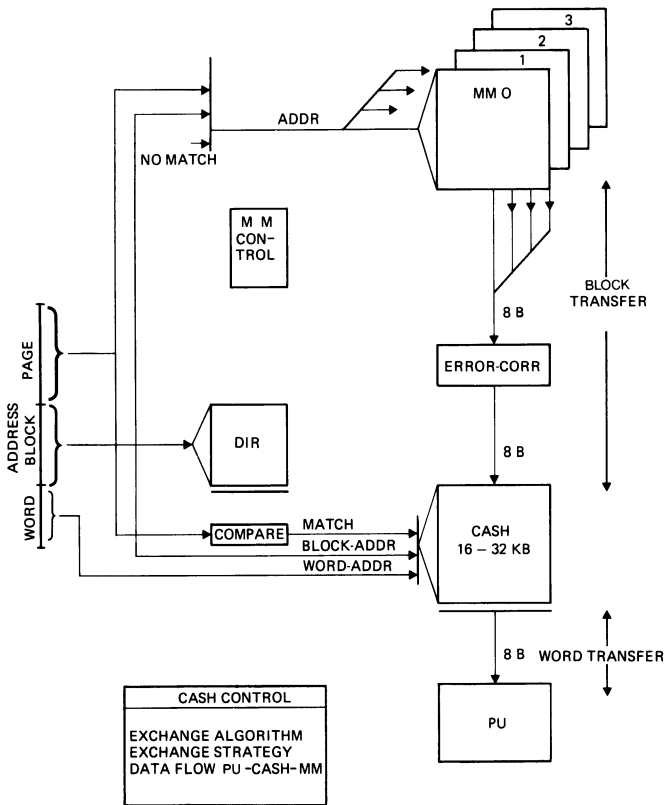 3
2
1
MM O
ADDR
NO MATCH
M M
CON-
TROL
BLOCK
TRANSFER
8 B
ERROR-CORR
PAGE
ADDRESS
BLOCK
WORD
DIR
8 B
COMPARE
MATCH
BLOCK-ADDR
WORD-ADDR
CASH
16 – 32 KB
8 B
WORD TRANSFER
PU
CASH CONTROL
EXCHANGE ALGORITHM
EXCHANGE STRATEGY
DATA FLOW PU-CASH-MM